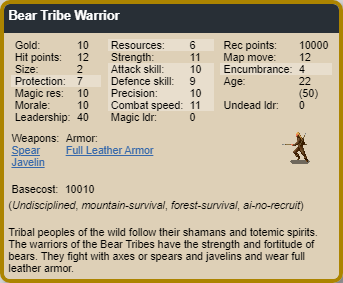 Bear Tribe Warrior
Gold: 10 Resources: 6 Rec points: 10000
Hit points: 12 Strength: 11 Map move: 12
Size: 2 Attack skill: 10 Encumbrance: 4
Protection: 7 Defence skill: 9 Age: 22
Magic res: 10 Precision: 10 (50)
Morale: 10 Combat speed: 11 Undead ldr: 0
Leadership: 40 Magic ldr: 0
Weapons: Armor:
Spear Full Leather Armor
Javelin
Basecost: 10010
(Undisciplined, mountain-survival, forest-survival, ai-no-recruit)
Tribal peoples of the wild follow their shamans and totemic spirits.
The warriors of the Bear Tribes have the strength and fortitude of
bears. They fight with axes or spears and javelins and wear full
leather armor.